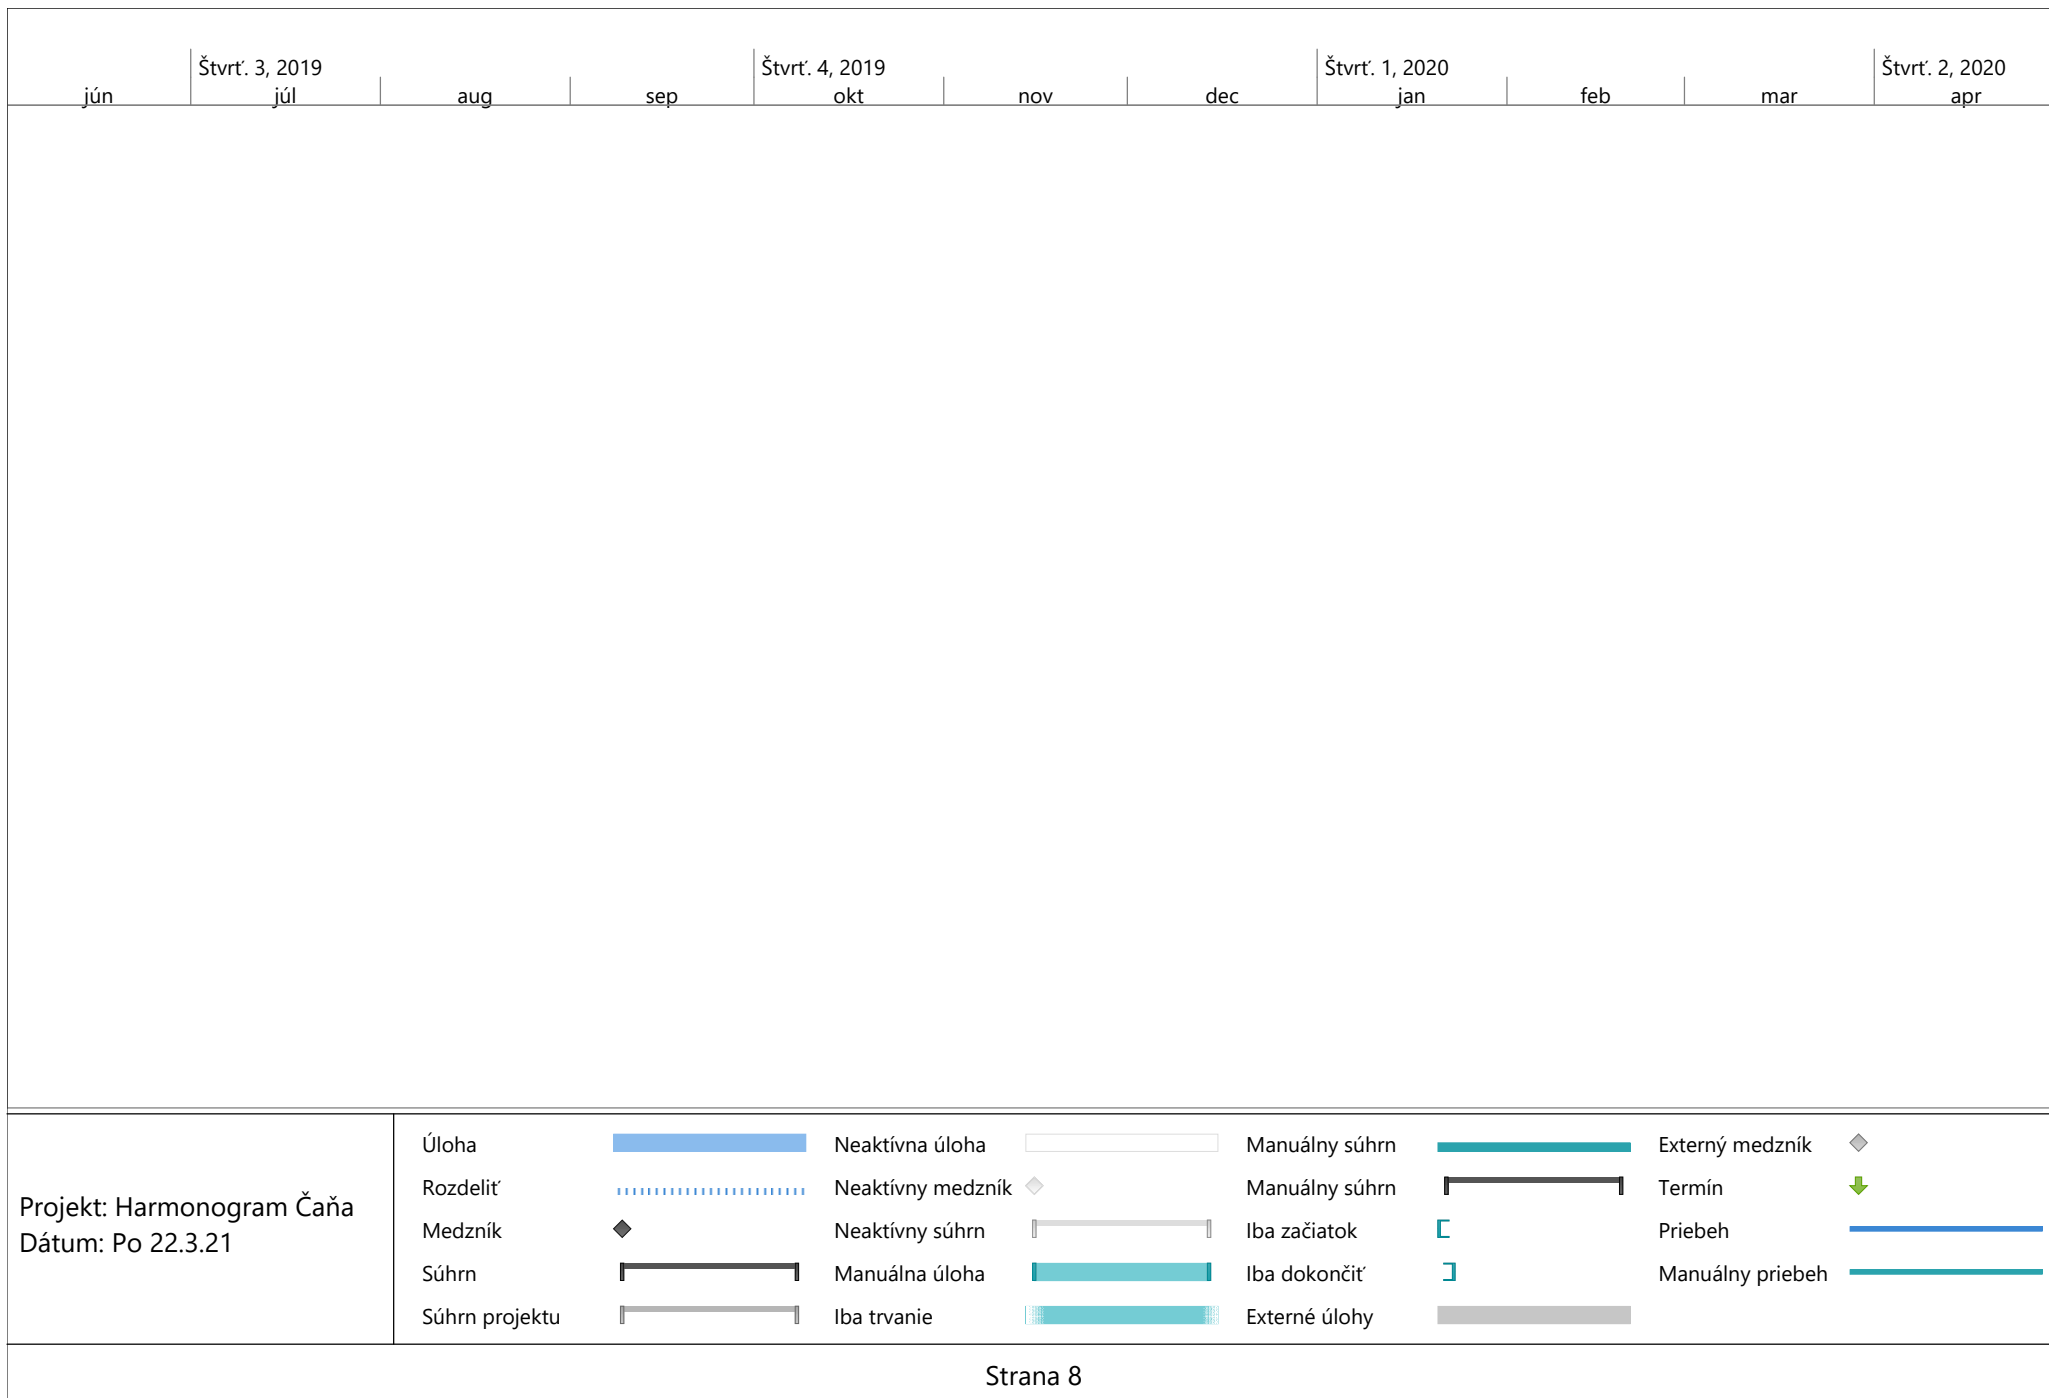 Štvrť. 3, 2019 Štvrť. 4, 2019 Štvrť. 1, 2020 Štvrť. 2, 2020
jún júl aug sep okt nov dec jan feb mar apr
Projekt: Harmonogram Čaňa
Dátum: Po 22.3.21
Úloha
Rozdeliť
Medzník
Súhrn
Súhrn projektu
Neaktívna úloha
Neaktívny medzník
Neaktívny súhrn
Manuálna úloha
Iba trvanie
Manuálny súhrn
Manuálny súhrn
Iba začiatok
Iba dokončiť
Externé úlohy
Externý medzník
Termín
Priebeh
Manuálny priebeh
Strana 8